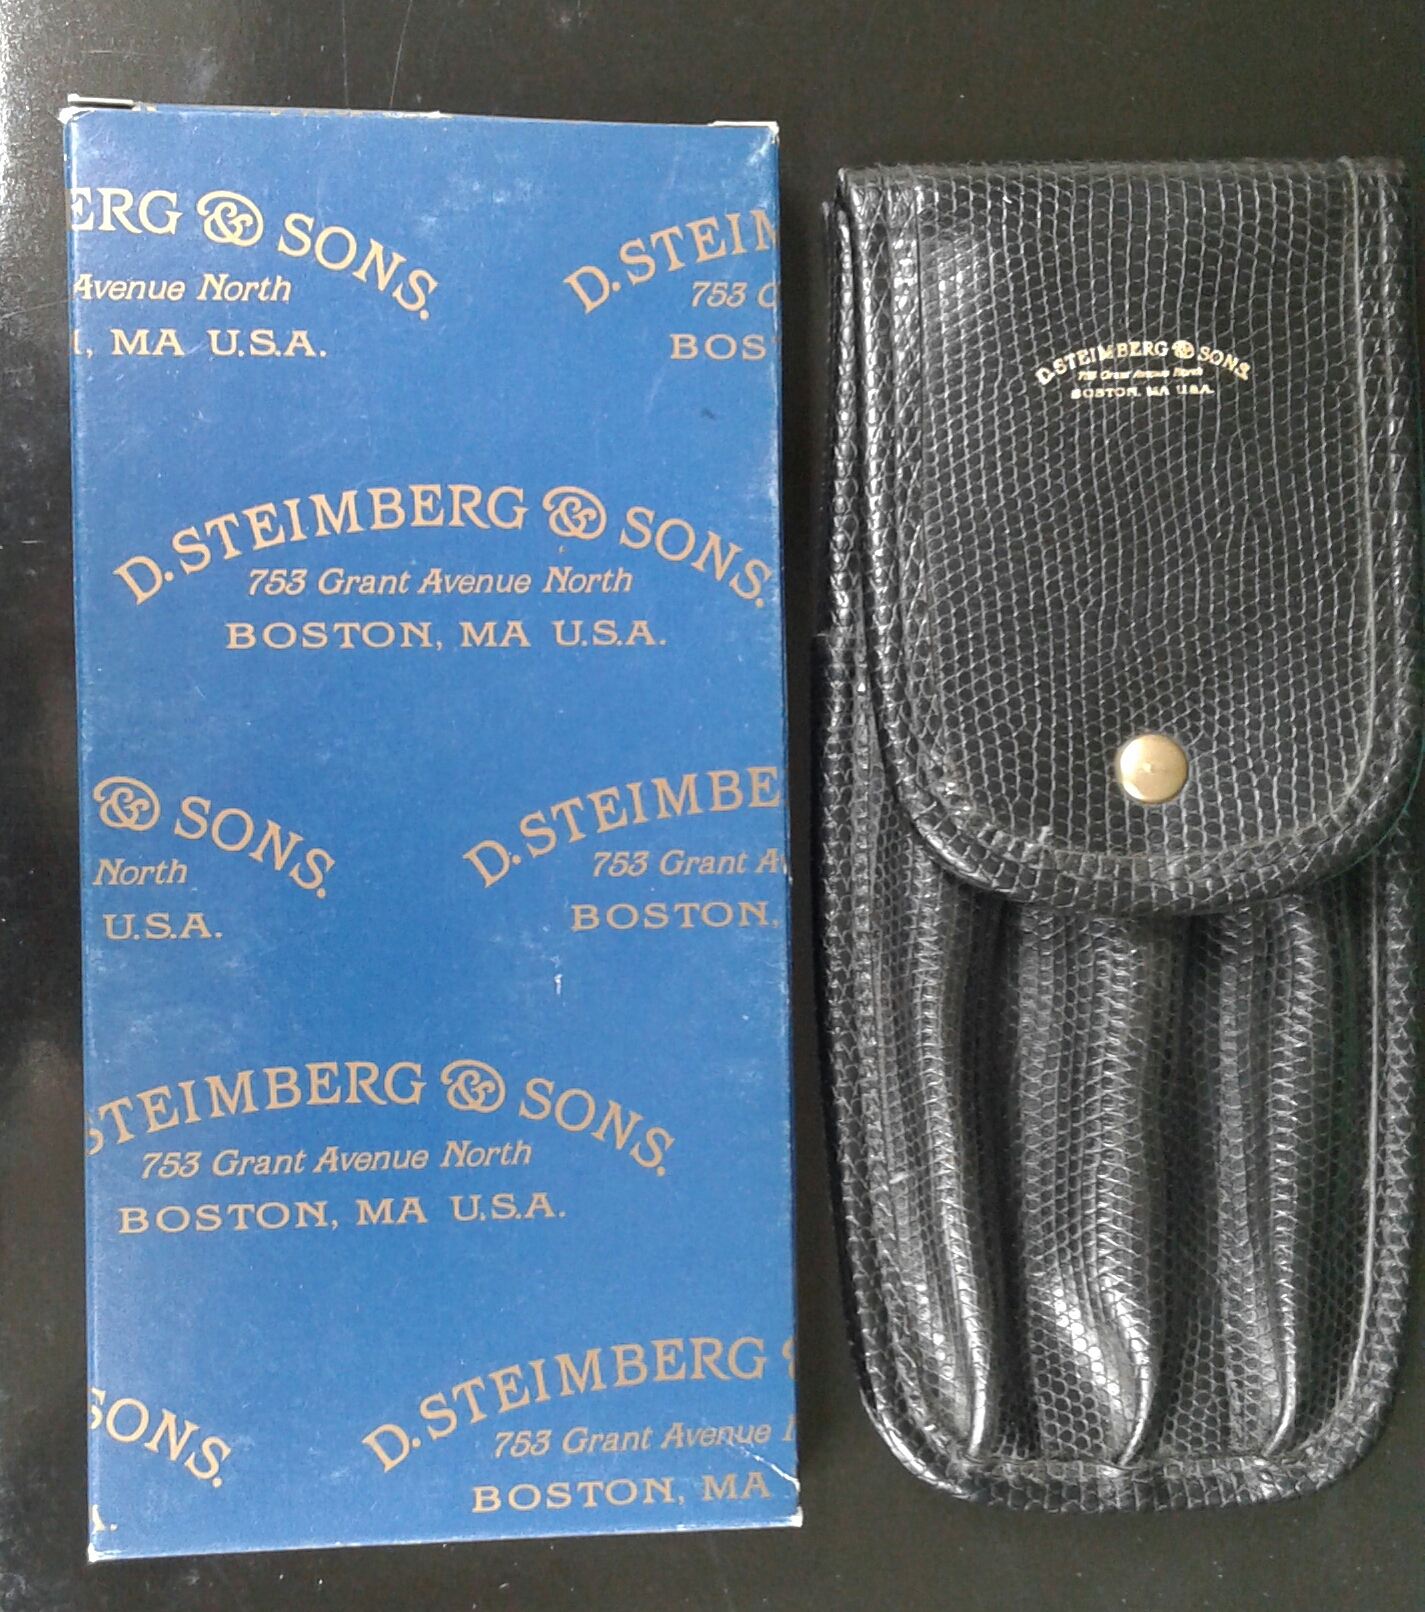 ERG & SONS.
Avenue North
, MA U.S.A.
D. STEIM
753
BOS
D. STEIMBERG & SONS.
753 Grant Avenue North
BOSTON, MA U.S.A.
& SONS.
North
U.S.A.
D. STEIMBE
753 Grant Av
BOSTON,
STEIMBERG & SONS.
753 Grant Avenue North
BOSTON, MA U.S.A.
SONS.
D. STEIMBERG
753 Grant Avenue
BOSTON, MA
D. STEIMBERG & SONS.
753 Grant Avenue North
BOSTON, MA U.S.A.